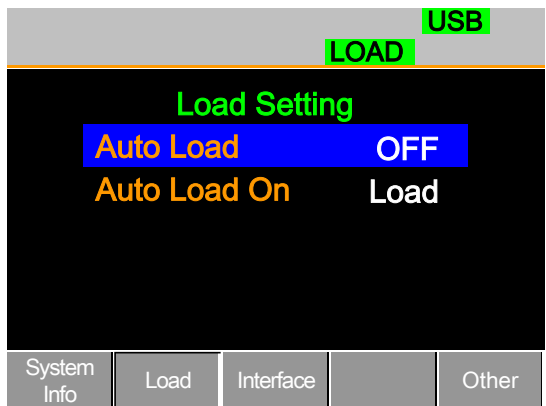 USB
LOAD
Load Setting
Auto Load OFF
Auto Load On Load
System Info Load Interface Other